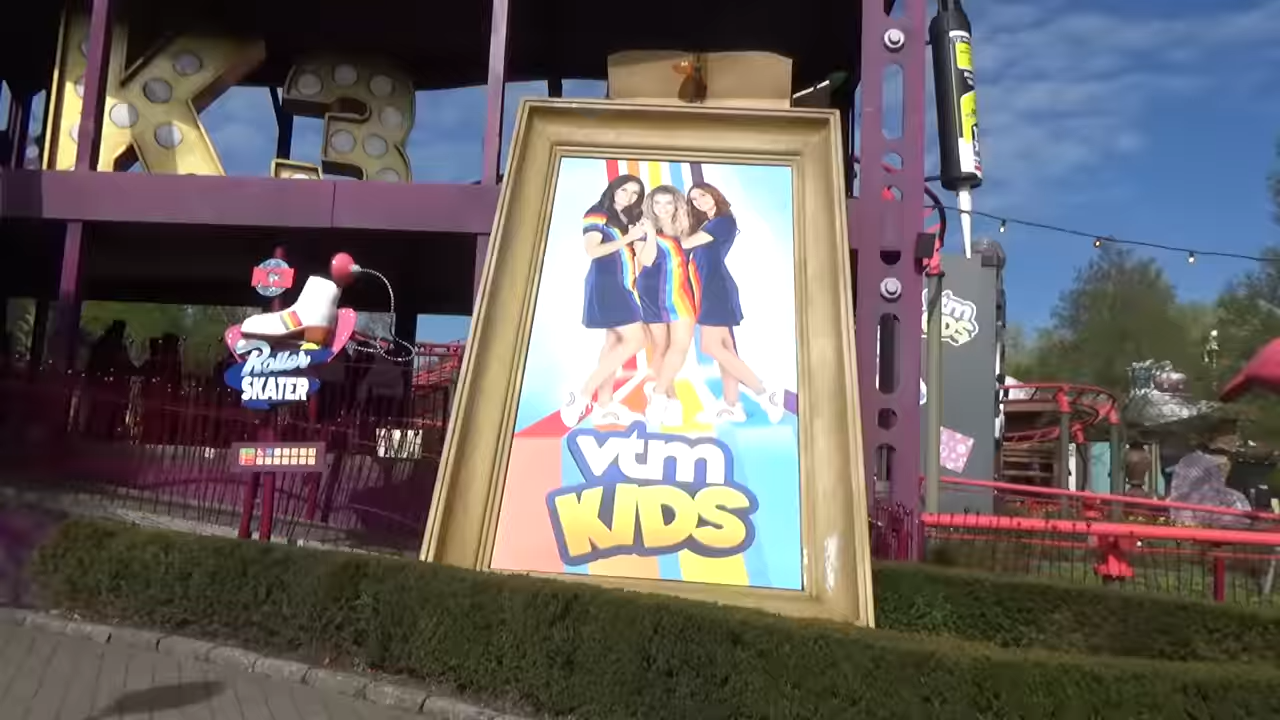 K3
Roller
SKATER
vtm
KIDS
vtm
KIDS